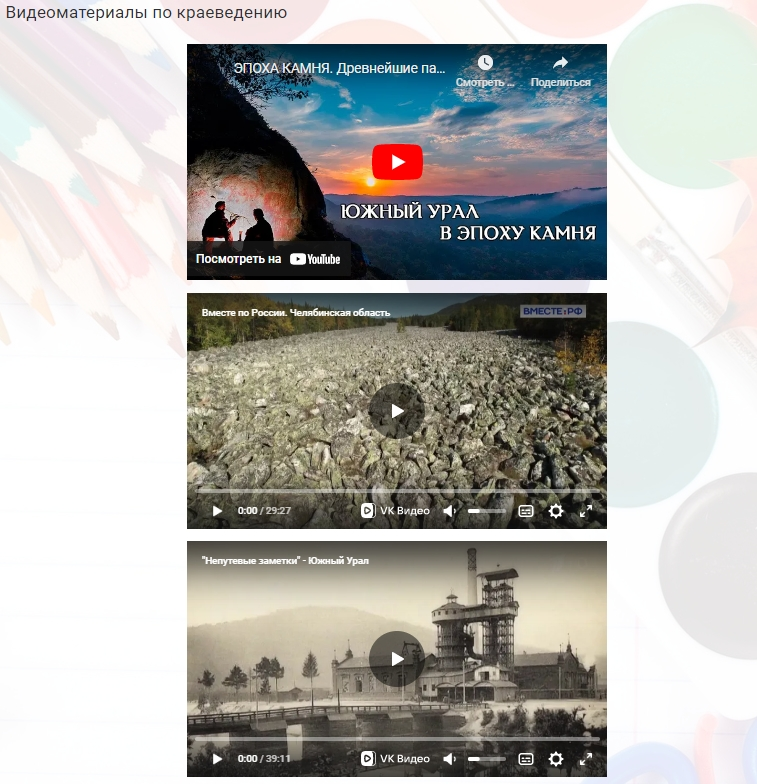 Видеоматериалы по краеведению
ЭПОХА КАМНЯ. Древнейшие па...
Смотреть ...
Поделиться
ЮЖНЫЙ УРАЛ
В ЭПОХУ КАМНЯ
Посмотреть на YouTube
Вместе по России. Челябинская область
ВМЕСТЕ РФ
0:00 / 29:27
VK Видео
"Непутевые заметки" - Южный Урал
0:00 / 39:11
VK Видео